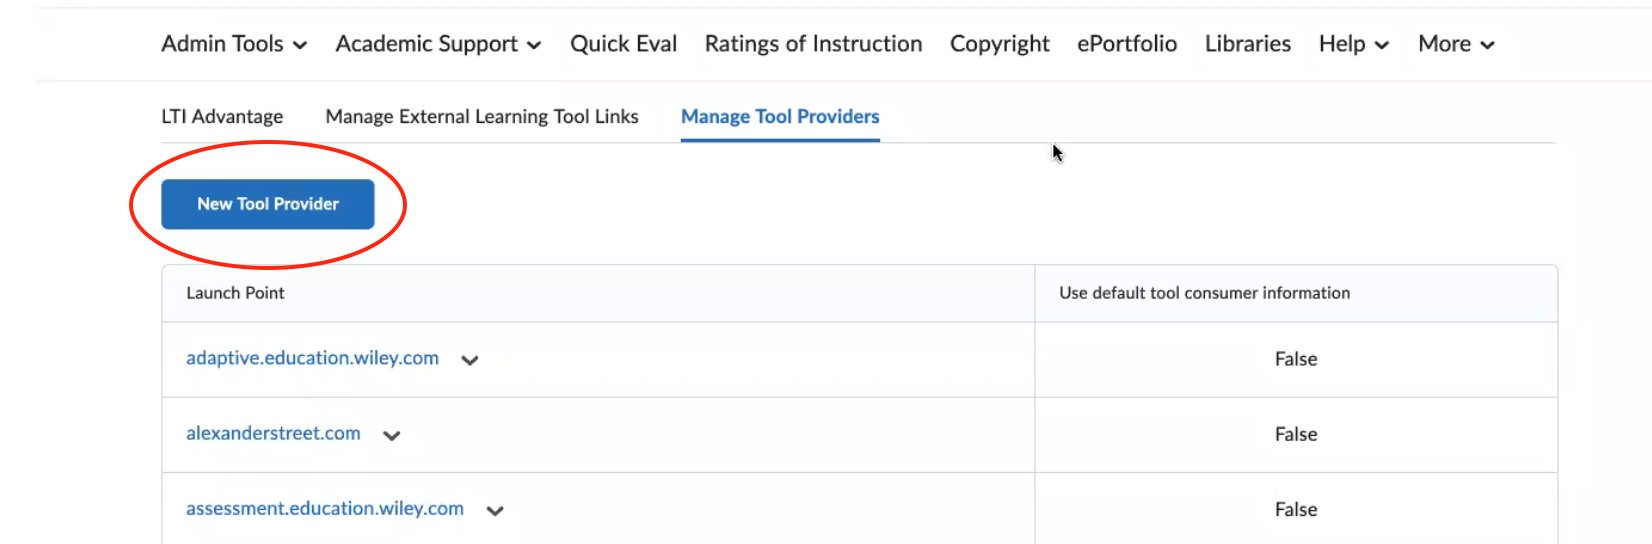 Admin Tools Academic Support Quick Eval Ratings of Instruction Copyright ePortfolio Libraries Help More
LTI Advantage Manage External Learning Tool Links Manage Tool Providers
New Tool Provider
Launch Point Use default tool consumer information
adaptive.education.wiley.com False
alexanderstreet.com False
assessment.education.wiley.com False